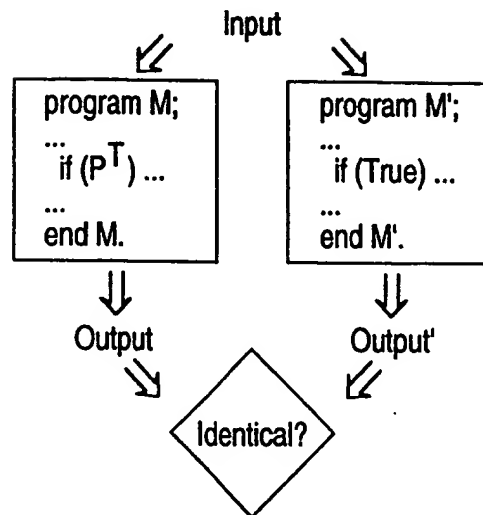 Input
program M;
...
if (P^T) ...
...
end M.
program M';
...
if (True) ...
...
end M'.
Output
Output'
Identical?